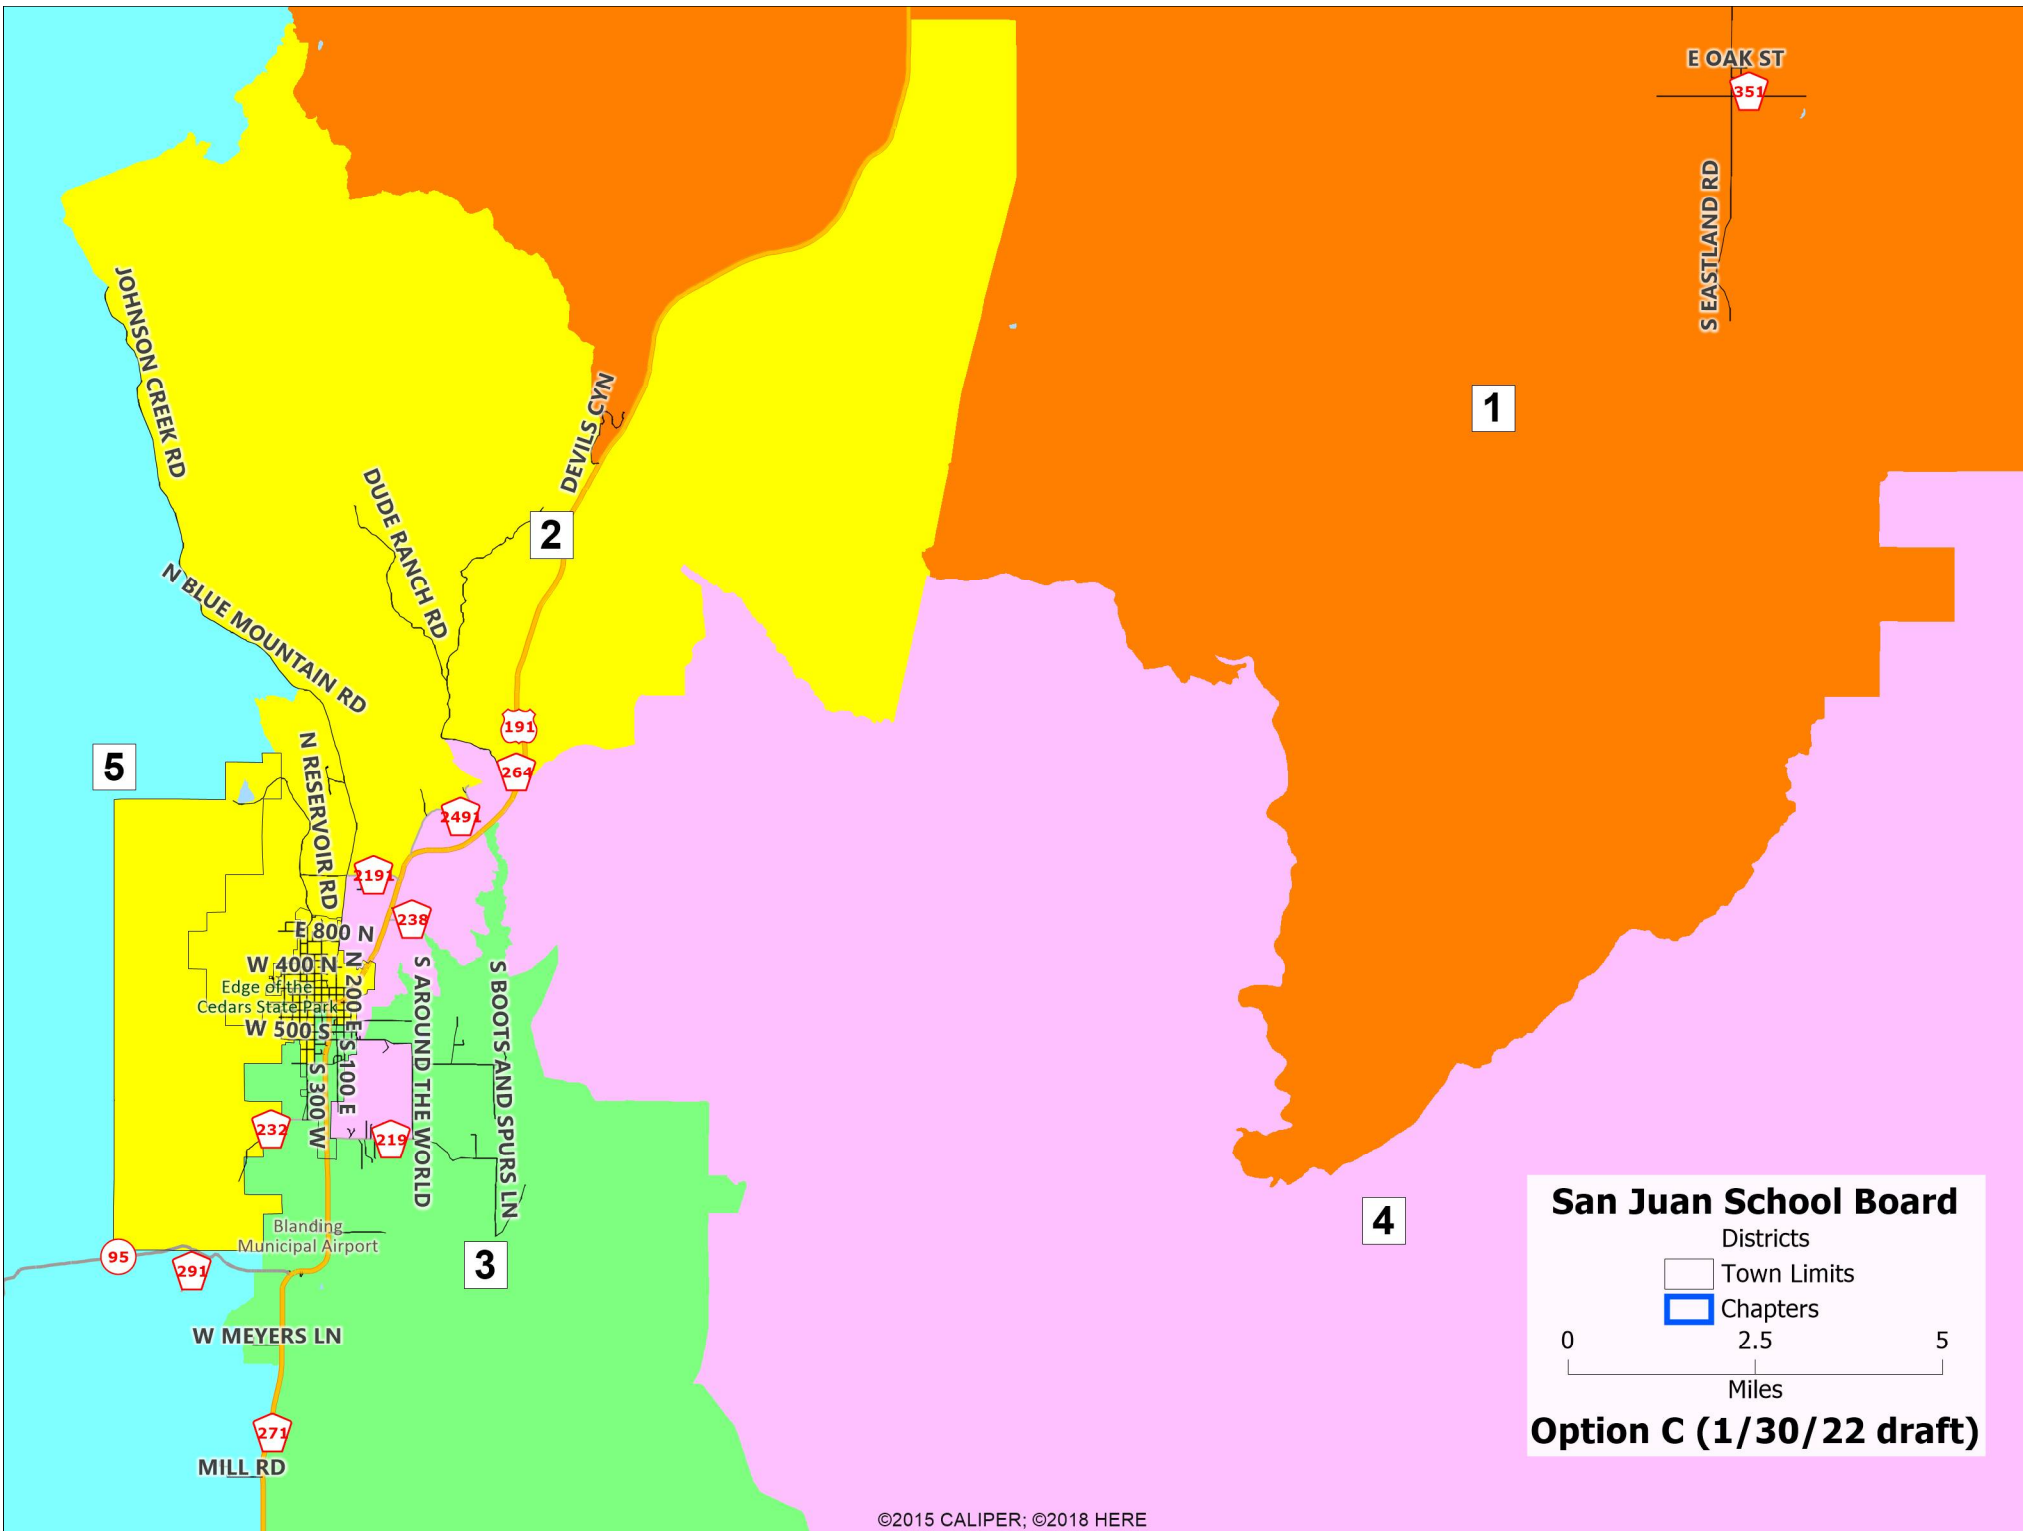 E OAK ST
351
S EASTLAND RD
JOHNSON CREEK RD
DEVILS CYN
1
DUDE RANCH RD
2
N BLUE MOUNTAIN RD
191
N RESERVOIR RD
5
264
2491
2191
238
E 800 N
W 400 N
N 200 E
Edge of the
Cedars State Park
W 500 S
S 100 E
S 300 W
S AROUND THE WORLD
S BOOTS AND SPURS LN
232
219
Blanding
Municipal Airport
95
291
3
4
W MEYERS LN
271
MILL RD
San Juan School Board
Districts
Town Limits
Chapters
0 2.5 5
Miles
Option C (1/30/22 draft)
©2015 CALIPER; ©2018 HERE